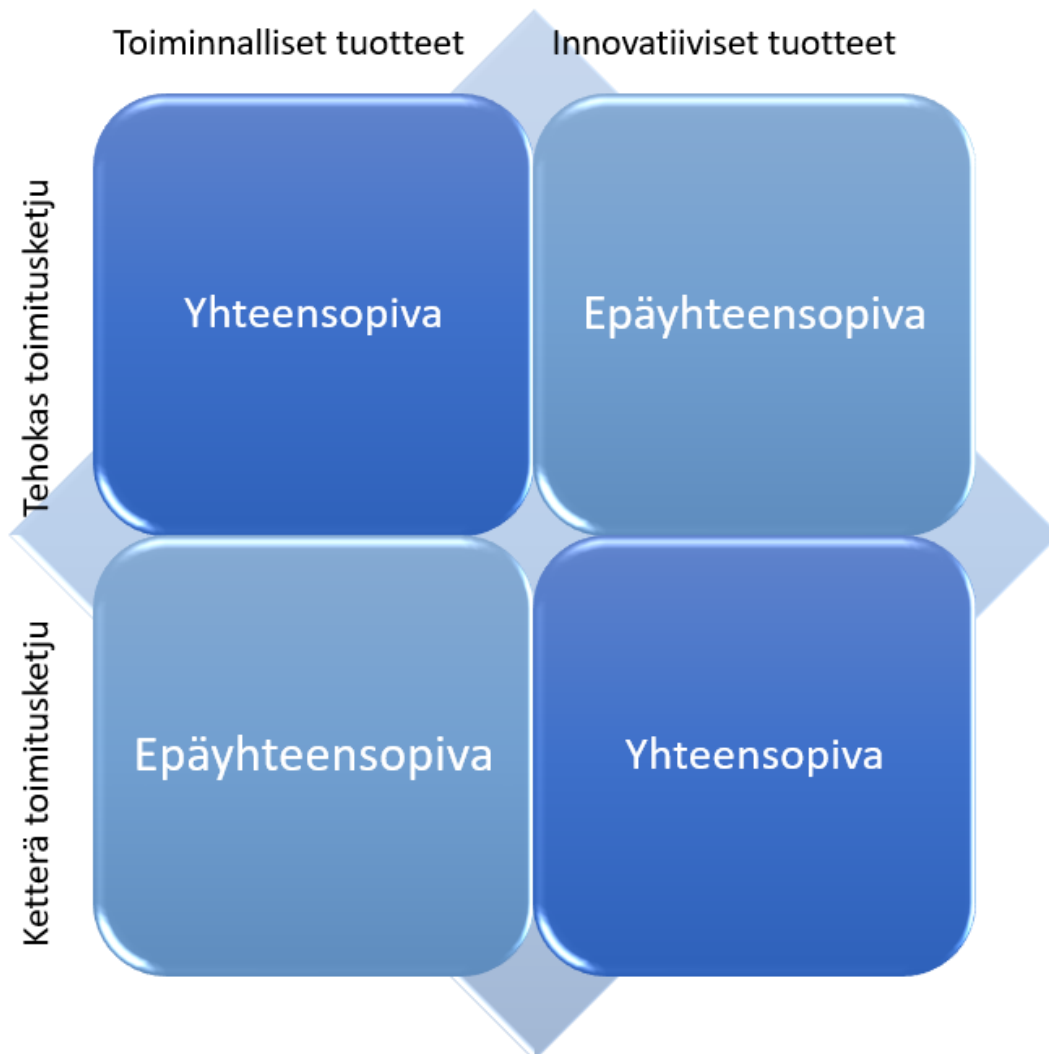 Toiminnalliset tuotteet
Innovatiiviset tuotteet
Tehokas toimitusketju
Yhteensopiva
Epäyhteensopiva
Ketterä toimitusketju
Epäyhteensopiva
Yhteensopiva